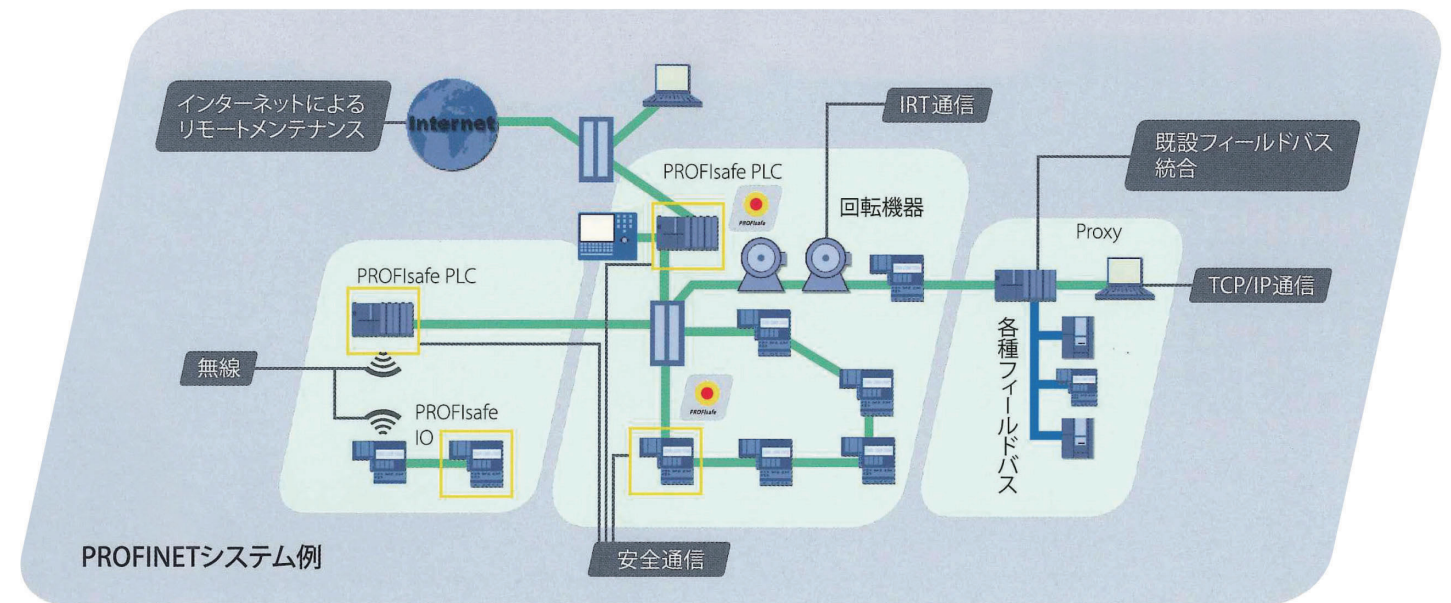 インターネットによる
リモートメンテナンス
Internet
IRT通信
既設フィールドバス
統合
PROFIsafe PLC
PROFIsafe
回転機器
Proxy
PROFIsafe PLC
TCP/IP通信
各種フィールドバス
無線
PROFIsafe
IO
PROFIsafe
安全通信
PROFINETシステム例